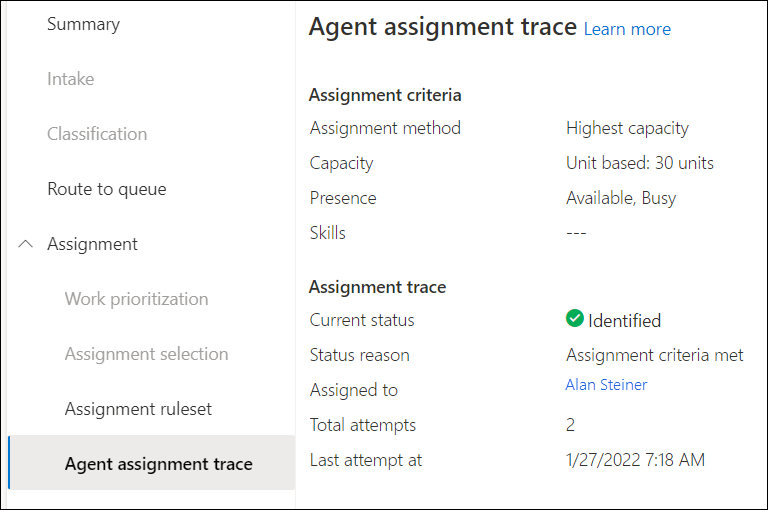 Summary
Intake
Classification
Route to queue
Assignment
Work prioritization
Assignment selection
Assignment ruleset
Agent assignment trace
Agent assignment trace Learn more
Assignment criteria
Assignment method Highest capacity
Capacity Unit based: 30 units
Presence Available, Busy
Skills ---
Assignment trace
Current status Identified
Status reason Assignment criteria met
Assigned to Alan Steiner
Total attempts 2
Last attempt at 1/27/2022 7:18 AM